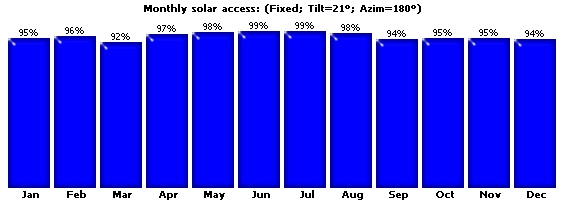 Monthly solar access: (Fixed; Tilt=21°; Azim=180°)
95% 96% 92% 97% 98% 99% 99% 98% 94% 95% 95% 94%
Jan Feb Mar Apr May Jun Jul Aug Sep Oct Nov Dec